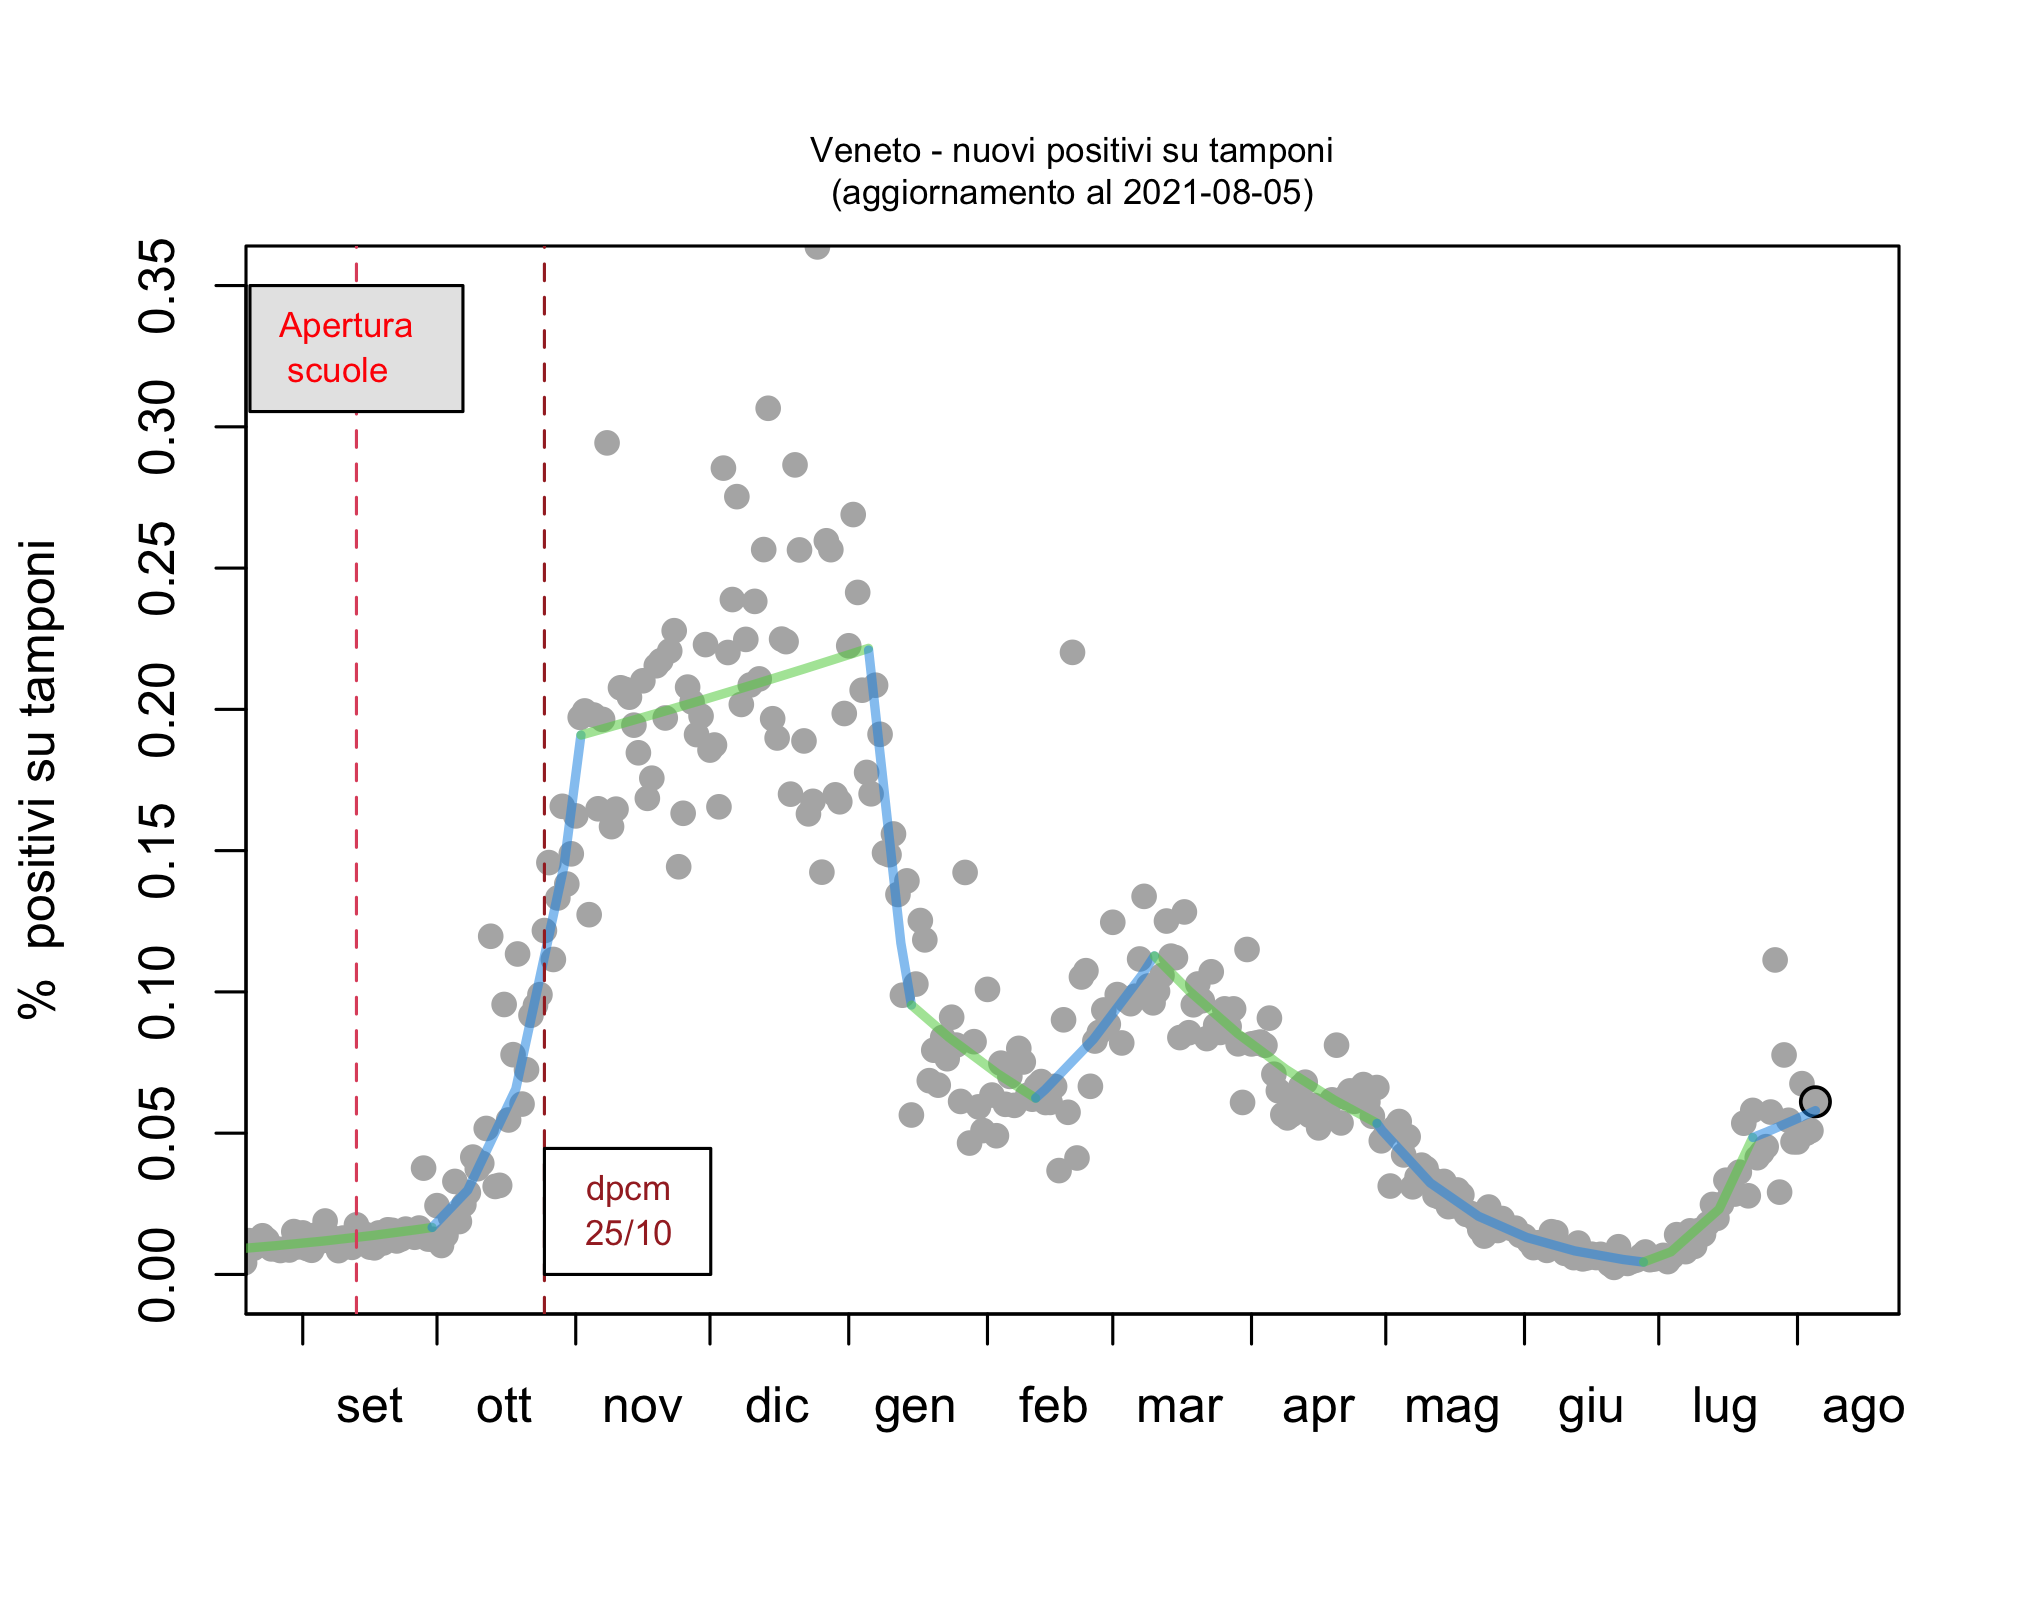 Veneto - nuovi positivi su tamponi
(aggiornamento al 2021-08-05)
% positivi su tamponi
0.35
0.30
0.25
0.20
0.15
0.10
0.05
0.00
Apertura
scuole
dpcm
25/10
set ott nov dic gen feb mar apr mag giu lug ago